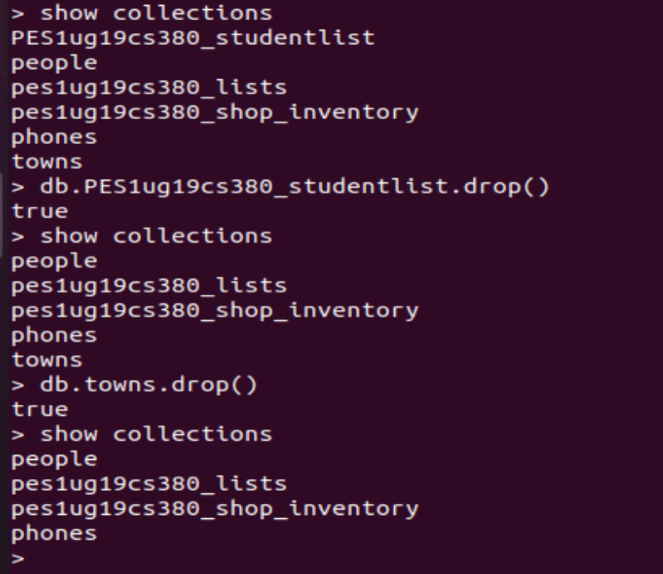 > show collections
PES1ug19cs380_studentlist
people
pes1ug19cs380_lists
pes1ug19cs380_shop_inventory
phones
towns
> db.PES1ug19cs380_studentlist.drop()
true
> show collections
people
pes1ug19cs380_lists
pes1ug19cs380_shop_inventory
phones
towns
> db.towns.drop()
true
> show collections
people
pes1ug19cs380_lists
pes1ug19cs380_shop_inventory
phones
>